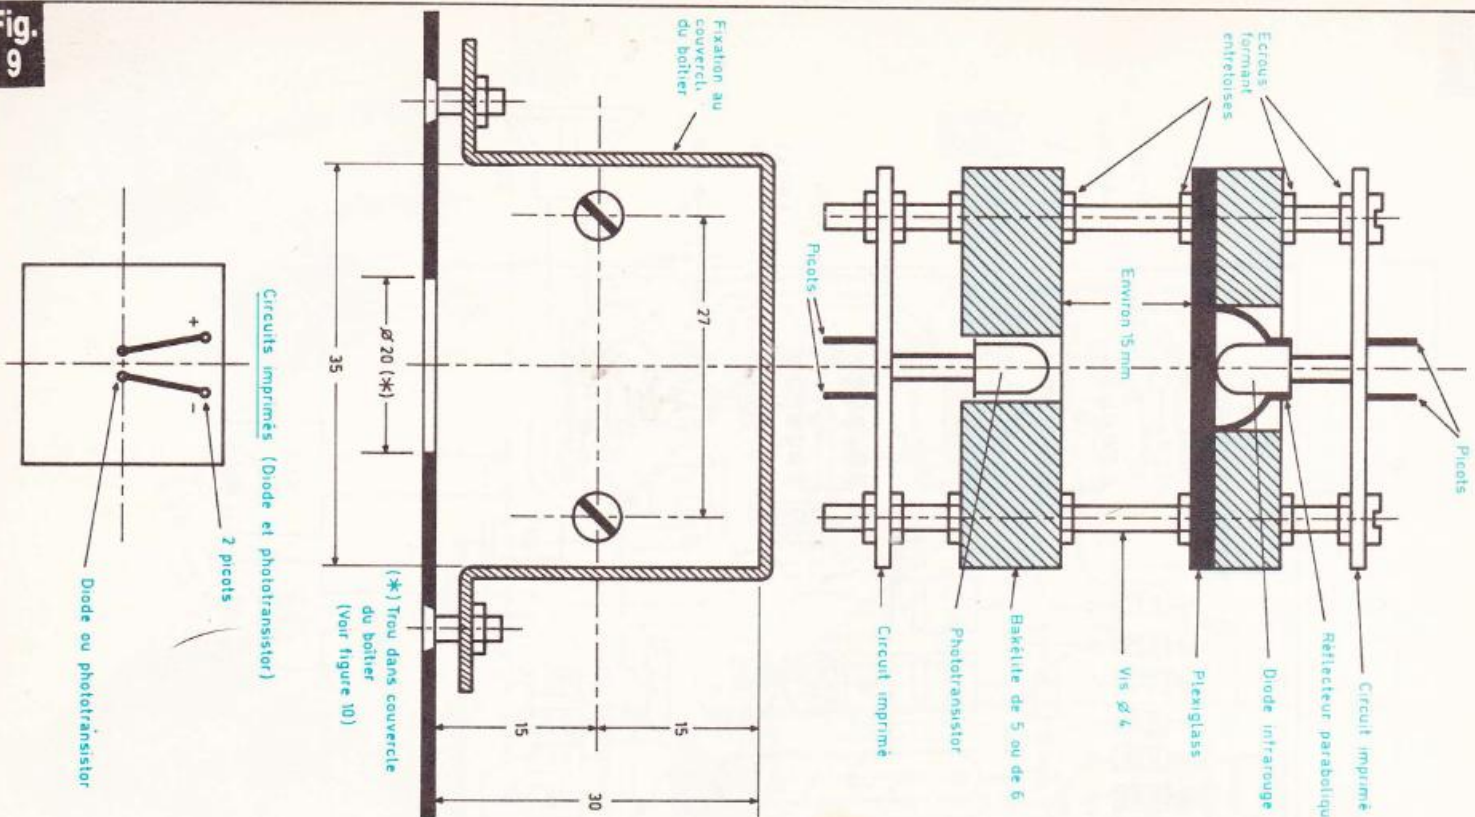 Fig.
9
Fixation au
couvercl.
du boîtier
Ecrous
formant
entretoises
Picots
Circuit imprimé
Réflecteur paraboliqu
Diode infrarouge
Plexiglass
Vis ø 4
Bakélite de 5 ou de 6
Phototransistor
Circuit imprimé
Picots
Environ 15 mm
27
ø 20 (*)
35
15
15
30
(*) Trou dans couvercle
du boîtier
(Voir figure 10)
Circuits imprimés (Diode et phototransistor)
+
-
2 picots
Diode ou phototransistor